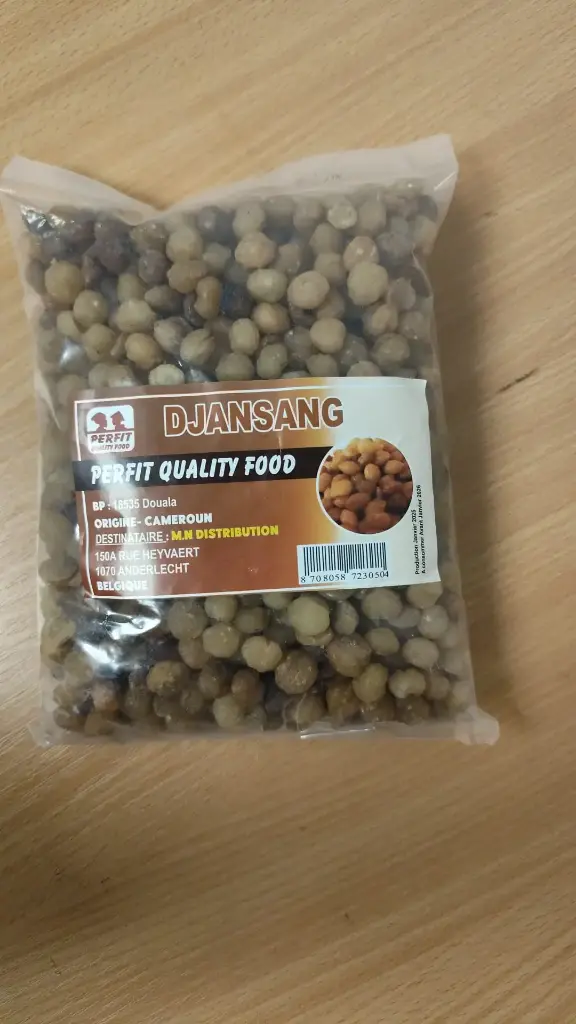 DJANSANG
PERFIT
QUALITY FOOD
PERFIT QUALITY FOOD
BP : 18535 Douala
ORIGINE- CAMEROUN
DESTINATAIRE : M.N DISTRIBUTION
150A RUE HEYVAERT
1070 ANDERLECHT
BELGIQUE
8 708058 7230504
Production Janvier 2025
A consommer Avant Janvier 2026